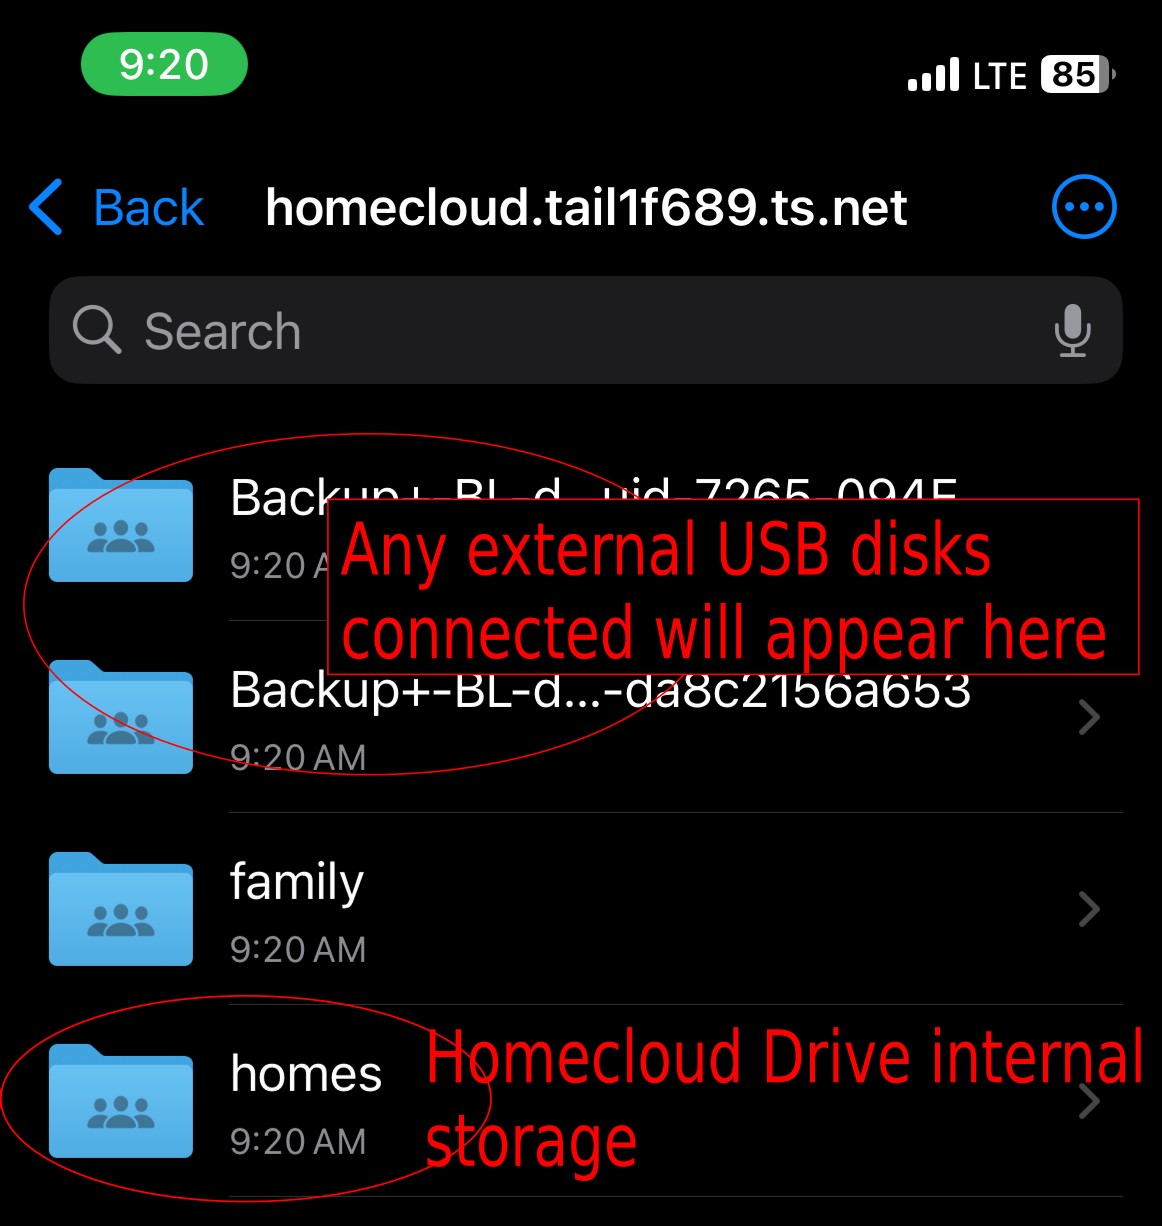 9:20
LTE 85
Back homecloud.tail1f689.ts.net
Search
Backup+-BL-d...uid-7265-094E
Any external USB disks
9:20 A
connected will appear here
Backup+-BL-d...-da8c2156a653
9:20 AM
family
9:20 AM
homes
Homecloud Drive internal
9:20 AM
storage